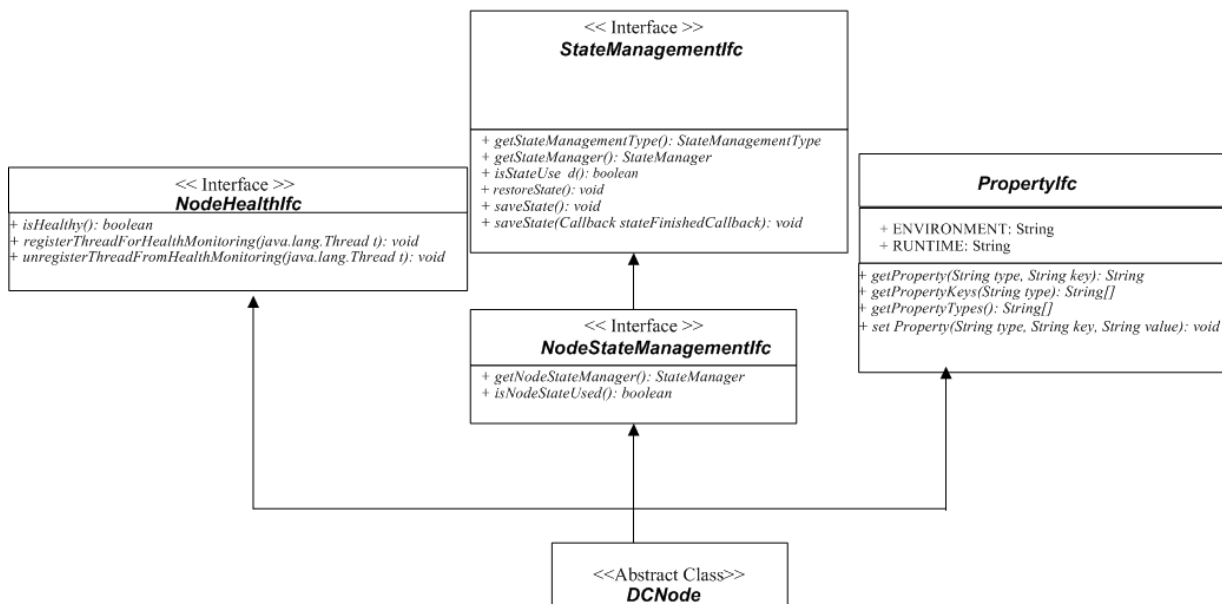 << Interface >>
StateManagementIfc
+ getStateManagementType(): StateManagementType
+ getStateManager(): StateManager
+ isStateUse d(): boolean
+ restoreState(): void
+ saveState(): void
+ saveState(Callback stateFinishedCallback): void
<< Interface >>
NodeHealthIfc
+ isHealthy(): boolean
+ registerThreadForHealthMonitoring(java.lang.Thread t): void
+ unregisterThreadFromHealthMonitoring(java.lang.Thread t): void
PropertyIfc
+ ENVIRONMENT: String
+ RUNTIME: String
+ getProperty(String type, String key): String
+ getPropertyKeys(String type): String[]
+ getPropertyTypes(): String[]
+ set Property(String type, String key, String value): void
<< Interface >>
NodeStateManagementIfc
+ getNodeStateManager(): StateManager
+ isNodeStateUsed(): boolean
<<Abstract Class>>
DCNode